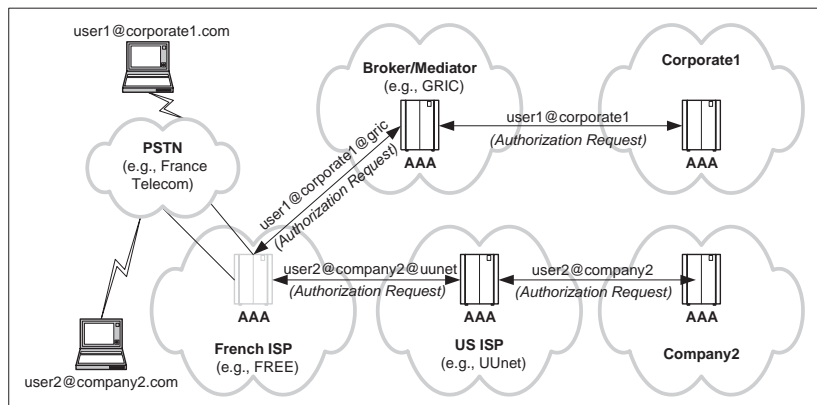 user1@corporate1.com
PSTN
(e.g., France
Telecom)
user2@company2.com
Broker/Mediator
(e.g., GRIC)
AAA
user1@corporate1
(Authorization Request)
Corporate1
AAA
user1@corporate1@gric
(Authorization Request)
AAA
French ISP
(e.g., FREE)
user2@company2@uunet
(Authorization Request)
AAA
US ISP
(e.g., UUnet)
user2@company2
(Authorization Request)
AAA
Company2